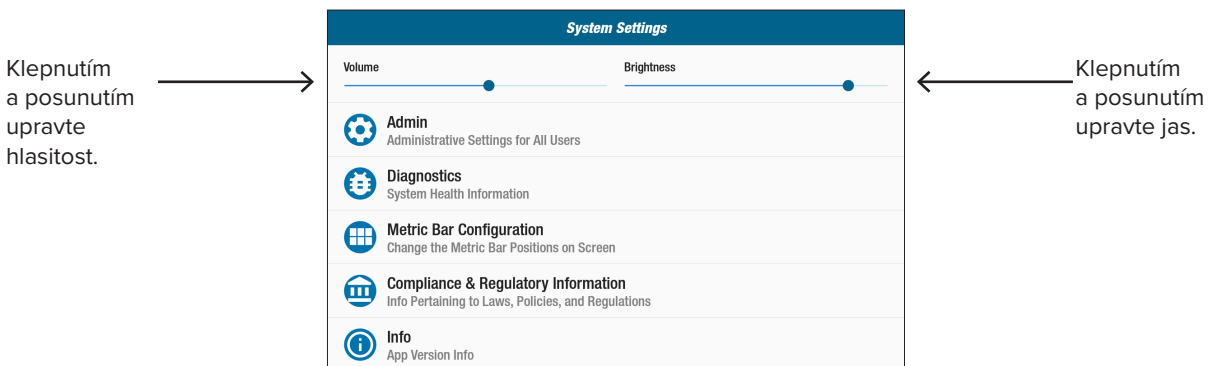 System Settings
Klepnutím
a posunutím
upravte
hlasitost.
Volume
Brightness
Klepnutím
a posunutím
upravte jas.
Admin
Administrative Settings for All Users
Diagnostics
System Health Information
Metric Bar Configuration
Change the Metric Bar Positions on Screen
Compliance & Regulatory Information
Info Pertaining to Laws, Policies, and Regulations
Info
App Version Info